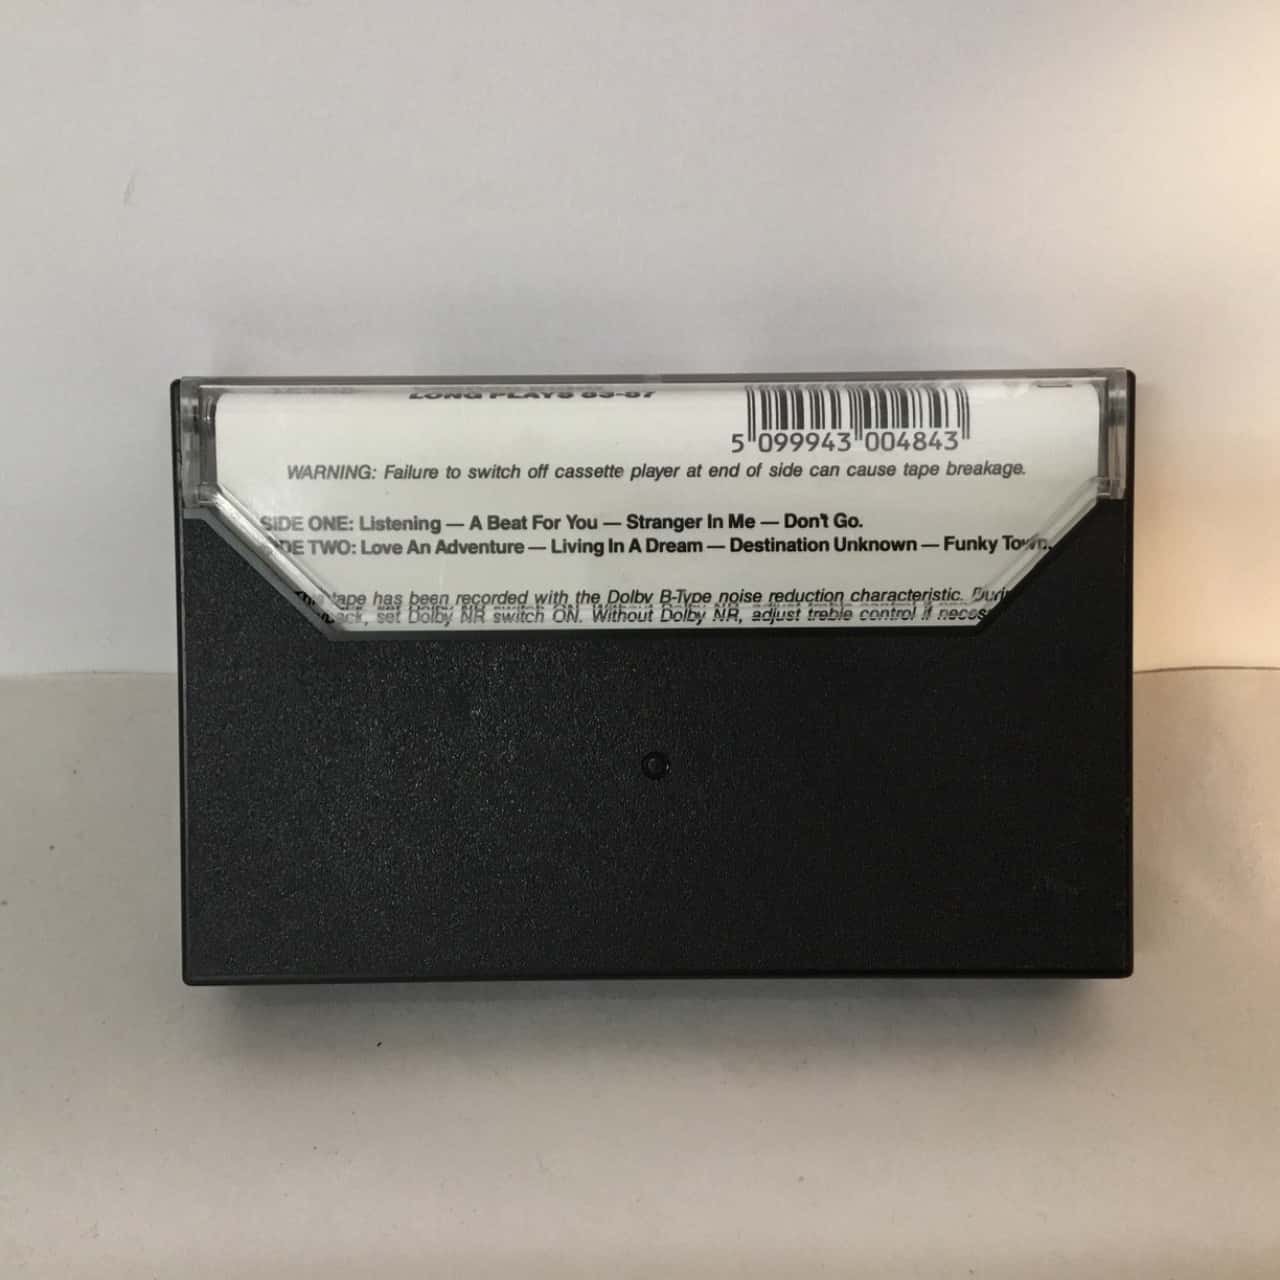 LONG PLAYS 83-87
5 099943 004843
WARNING: Failure to switch off cassette player at end of side can cause tape breakage.
SIDE ONE: Listening — A Beat For You — Stranger In Me — Don't Go.
SIDE TWO: Love An Adventure — Living In A Dream — Destination Unknown — Funky Town.
This tape has been recorded with the Dolby B-Type noise reduction characteristic.
set Dolby NR switch ON. Without Dolby NR, adjust treble control if